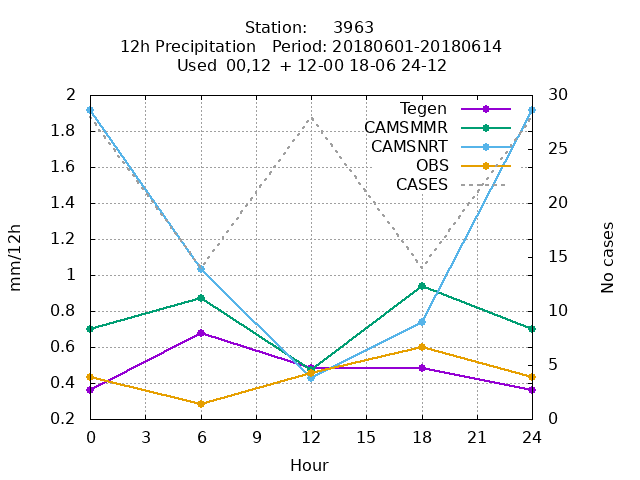 Station:     3963
12h Precipitation   Period: 20180601-20180614
Used  00,12  + 12-00 18-06 24-12
2
1.8
1.6
1.4
1.2
1
0.8
0.6
0.4
0.2
mm/12h
Tegen
CAMSMMR
CAMSNRT
OBS
CASES
30
25
20
15
10
5
0
No cases
0 3 6 9 12 15 18 21 24
Hour